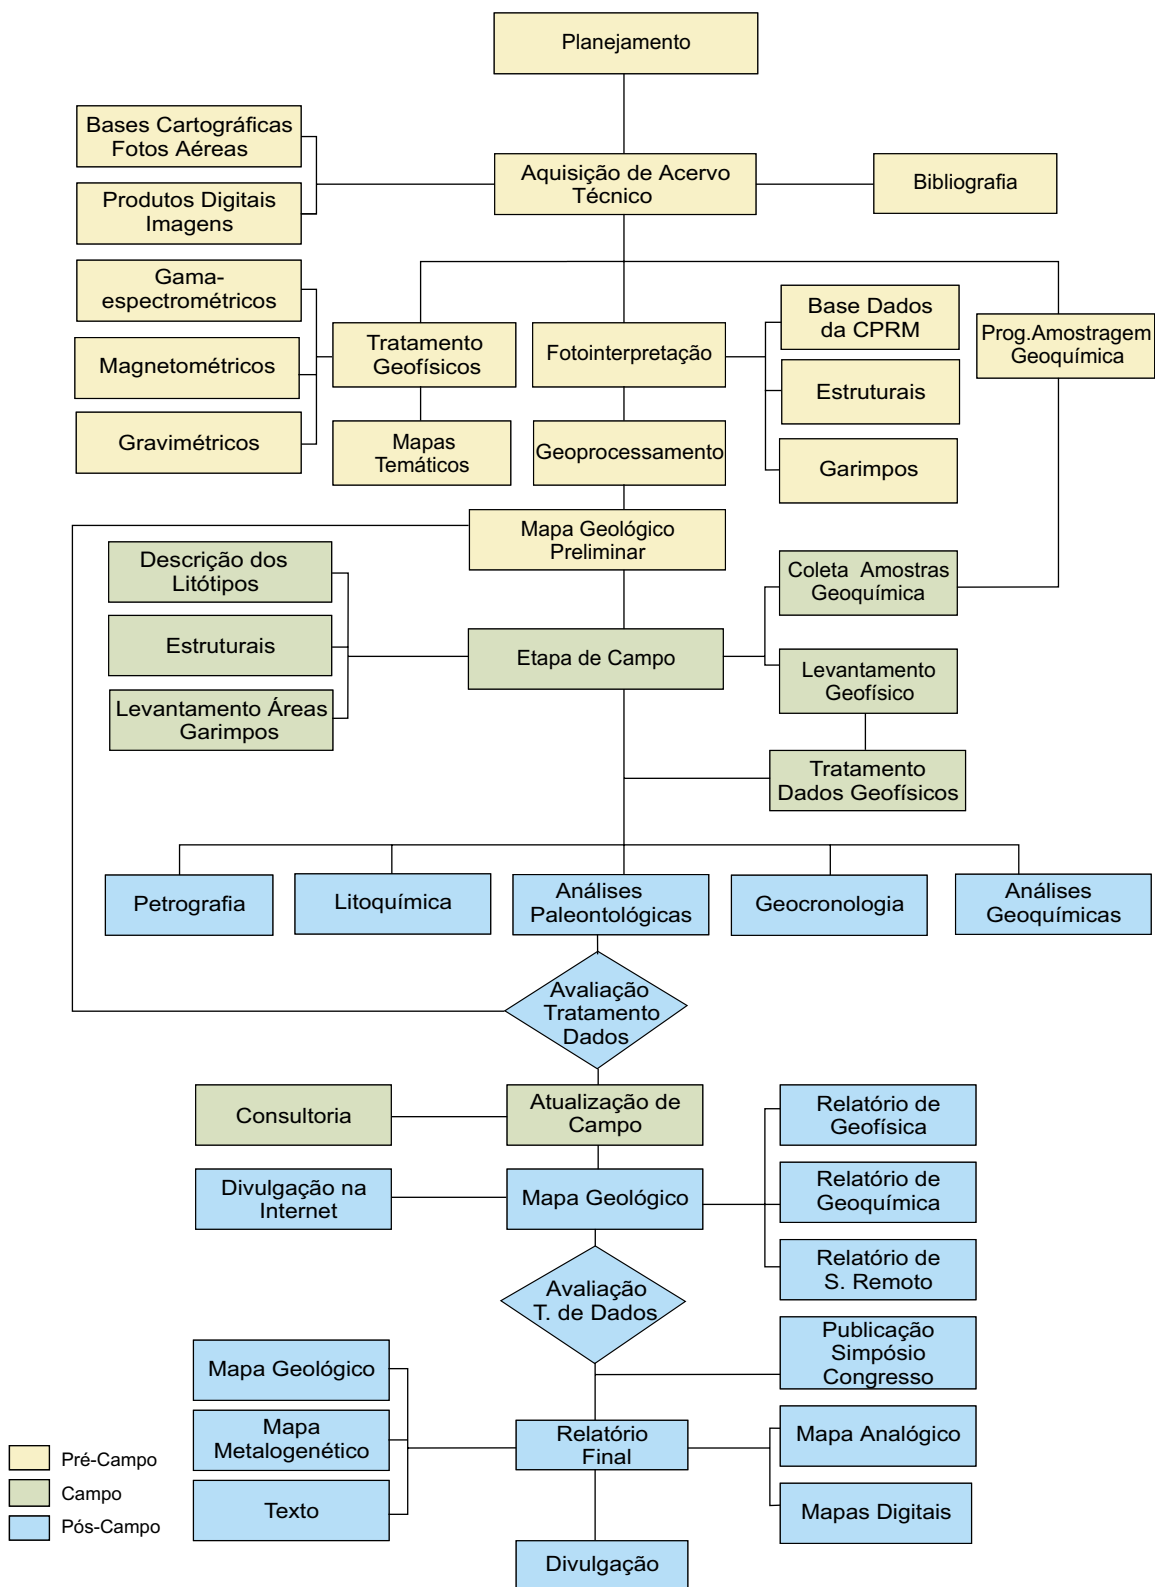 Planejamento
Bases Cartográficas
Fotos Aéreas
Aquisição de Acervo
Técnico
Bibliografia
Produtos Digitais
Imagens
Gama-
espectrométricos
Magnetométricos
Gravimétricos
Tratamento
Geofísicos
Mapas
Temáticos
Fotointerpretação
Geoprocessamento
Base Dados
da CPRM
Estruturais
Garimpos
Prog.Amostragem
Geoquímica
Mapa Geológico
Preliminar
Descrição dos
Litótipos
Estruturais
Levantamento Áreas
Garimpos
Etapa de Campo
Coleta Amostras
Geoquímica
Levantamento
Geofísico
Tratamento
Dados Geofísicos
Petrografia
Litoquímica
Análises
Paleontológicas
Geocronologia
Análises
Geoquímicas
Avaliação
Tratamento
Dados
Consultoria
Atualização de
Campo
Divulgação na
Internet
Mapa Geológico
Relatório de
Geofísica
Relatório de
Geoquímica
Relatório de
S. Remoto
Avaliação
T. de Dados
Publicação
Simpósio
Congresso
Mapa Geológico
Mapa
Metalogenético
Texto
Relatório
Final
Mapa Analógico
Mapas Digitais
Divulgação
Pré-Campo
Campo
Pós-Campo